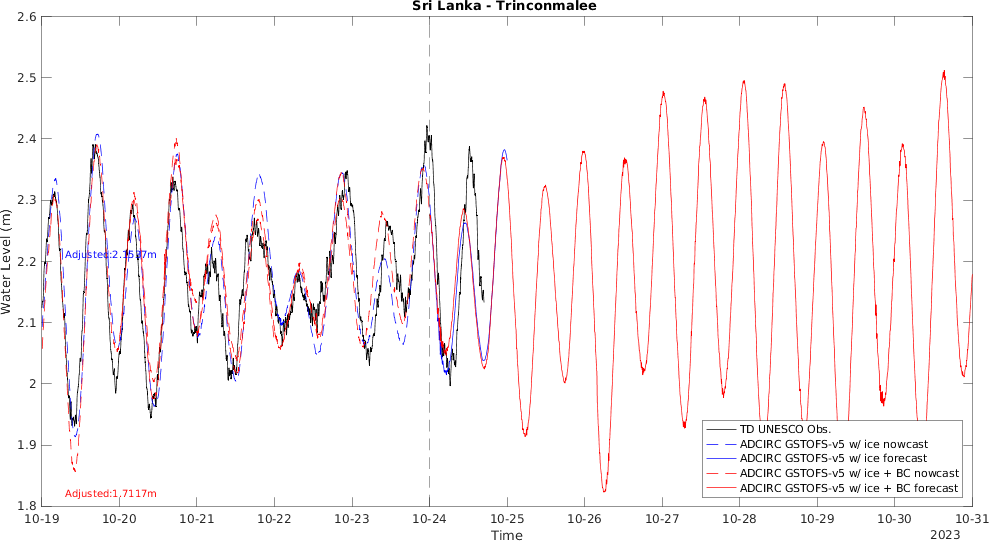 Sri Lanka - Trinconmalee
2.6
2.5
2.4
2.3
2.2
2.1
2
1.9
1.8
Water Level (m)
Adjusted:2.1537m
Adjusted:1.7117m
TD UNESCO Obs.
ADCIRC GSTOFS-v5 w/ ice nowcast
ADCIRC GSTOFS-v5 w/ ice forecast
ADCIRC GSTOFS-v5 w/ ice + BC nowcast
ADCIRC GSTOFS-v5 w/ ice + BC forecast
10-19 10-20 10-21 10-22 10-23 10-24 10-25 10-26 10-27 10-28 10-29 10-30 10-31
Time
2023